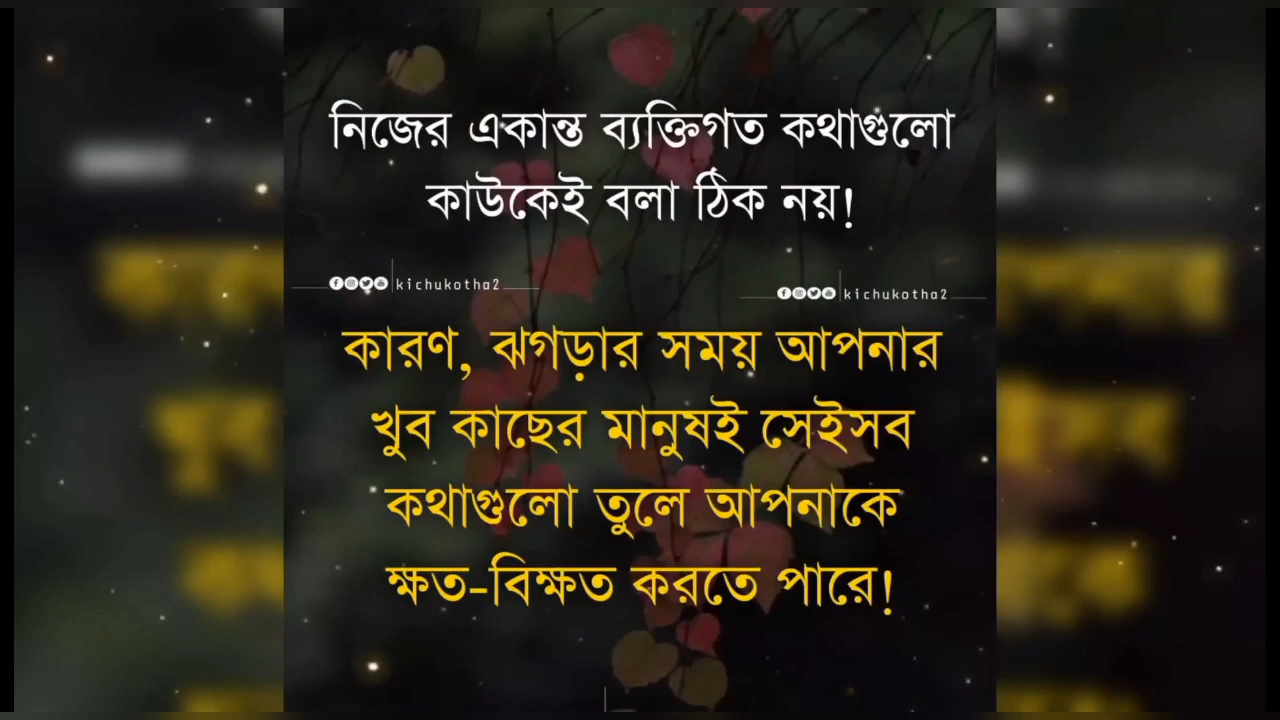 নিজের একান্ত ব্যক্তিগত কথাগুলো
কাউকেই বলা ঠিক নয়!
kichukotha2
kichukotha2
কারণ, ঝগড়ার সময় আপনার
খুব কাছের মানুষই সেইসব
কথাগুলো তুলে আপনাকে
ক্ষত-বিক্ষত করতে পারে!